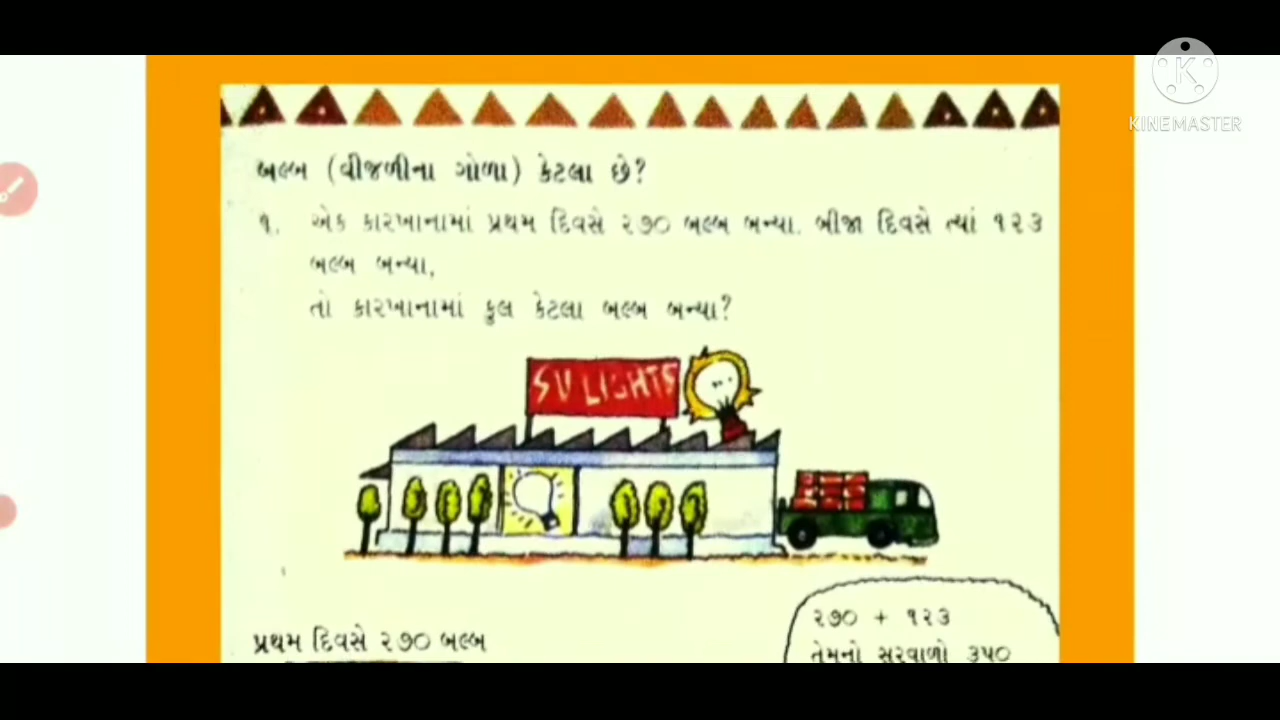 KINEMASTER
બલ્બ (વીજળીના ગોળા) કેટલા છે?
૧. એક કારખાનામાં પ્રથમ દિવસે ૨૭૦ બલ્બ બન્યા. બીજા દિવસે ત્યાં ૧૨૩
બલ્બ બન્યા,
તો કારખાનામાં કુલ કેટલા બલ્બ બન્યા?
SU LIGHTS
પ્રથમ દિવસે ૨૭૦ બલ્બ
૨૭૦ + ૧૨૩
તેમનો સરવાળો ૩૫૦